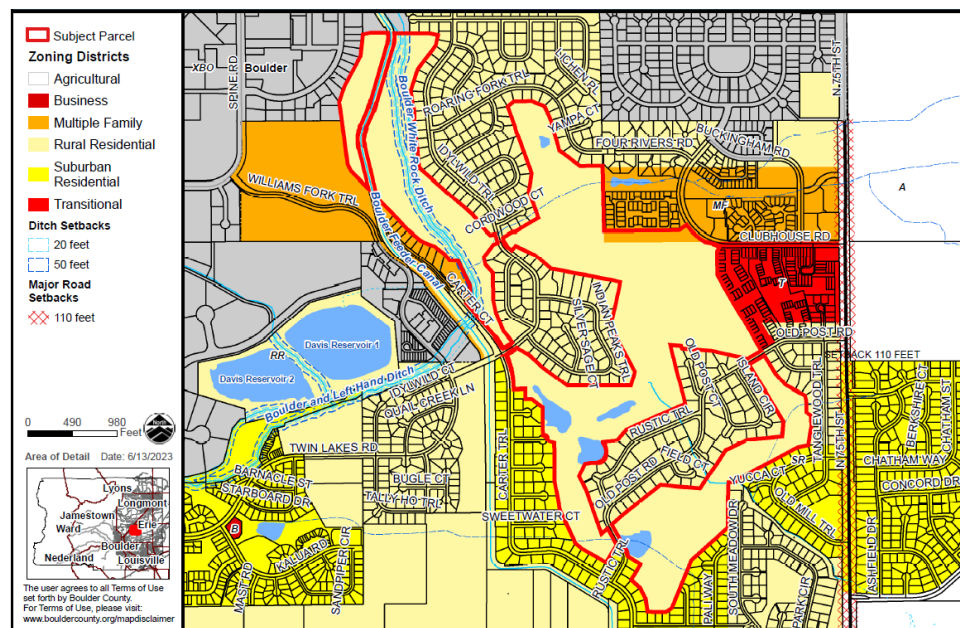 Subject Parcel
Zoning Districts
Agricultural
Business
Multiple Family
Rural Residential
Suburban
Residential
Transitional
Ditch Setbacks
20 feet
50 feet
Major Road
Setbacks
110 feet
0 490 980
Feet
North
Area of Detail Date: 6/13/2023
Lyons
Longmont
Jamestown
Ward
Erie
Boulder
Nederland
Louisville
The user agrees to all Terms of Use
set forth by Boulder County.
For Terms of Use, please visit:
www.bouldercounty.org/mapdisclaimer
XBO
Boulder
SPINE RD
LICHEN PL
N 75TH ST
ROARING FORK TRL
YAMPA CT
BUCKINGHAM RD
FOUR RIVERS RD
Boulder White Rock Ditch
IDYLWILD TRL
WILLIAMS FORK TRL
A
MF
CORDWOOD CT
CLUBHOUSE RD
Boulder Feeder Canal
CARTER CT
T
INDIAN PEAKS TRL
SILVER SAGE CT
OLD POST RD
Davis Reservoir 1
RR
Davis Reservoir 2
SETBACK 110 FEET
OLD POST CT
ISLAND CIR
TANGLEWOOD TRL
Boulder and Left Hand Ditch
IDYLWILD CT
QUAIL CREEK LN
BERKSHIRE CT
CHATHAM ST
RUSTIC TRL
TWIN LAKES RD
CARTER TRL
FIELD CT
N 75TH ST
SR
CHATHAM WAY
BARNACLE ST
BUGLE CT
OLD POST RD
YUCCA CT
CONCORD DR
STARBOARD DR
TALLY HO TRL
OLD MILL TRL
SWEETWATER CT
B
KALUA RD
MASH RD
SANDPIPER CIR
RUSTIC TRL
PALI WAY
SOUTH MEADOW DR
PARK CIR
ASHFIELD DR